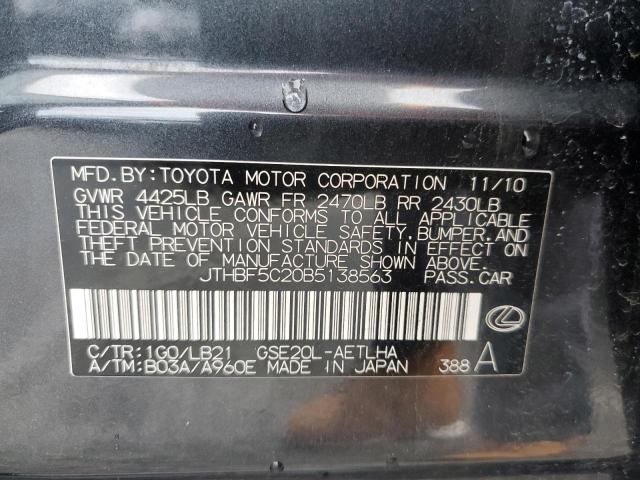 MFD. BY: TOYOTA MOTOR CORPORATION 11/10
GVWR 4425LB GAWR FR 2470LB RR 2430LB
THIS VEHICLE CONFORMS TO ALL APPLICABLE
FEDERAL MOTOR VEHICLE SAFETY, BUMPER, AND
THEFT PREVENTION STANDARDS IN EFFECT ON
THE DATE OF MANUFACTURE SHOWN ABOVE.
JTHBF5C20B5138563 PASS. CAR
C/TR: 1G0/LB21 GSE20L-AETLHA
A/TM: B03A/A960E MADE IN JAPAN 388 A